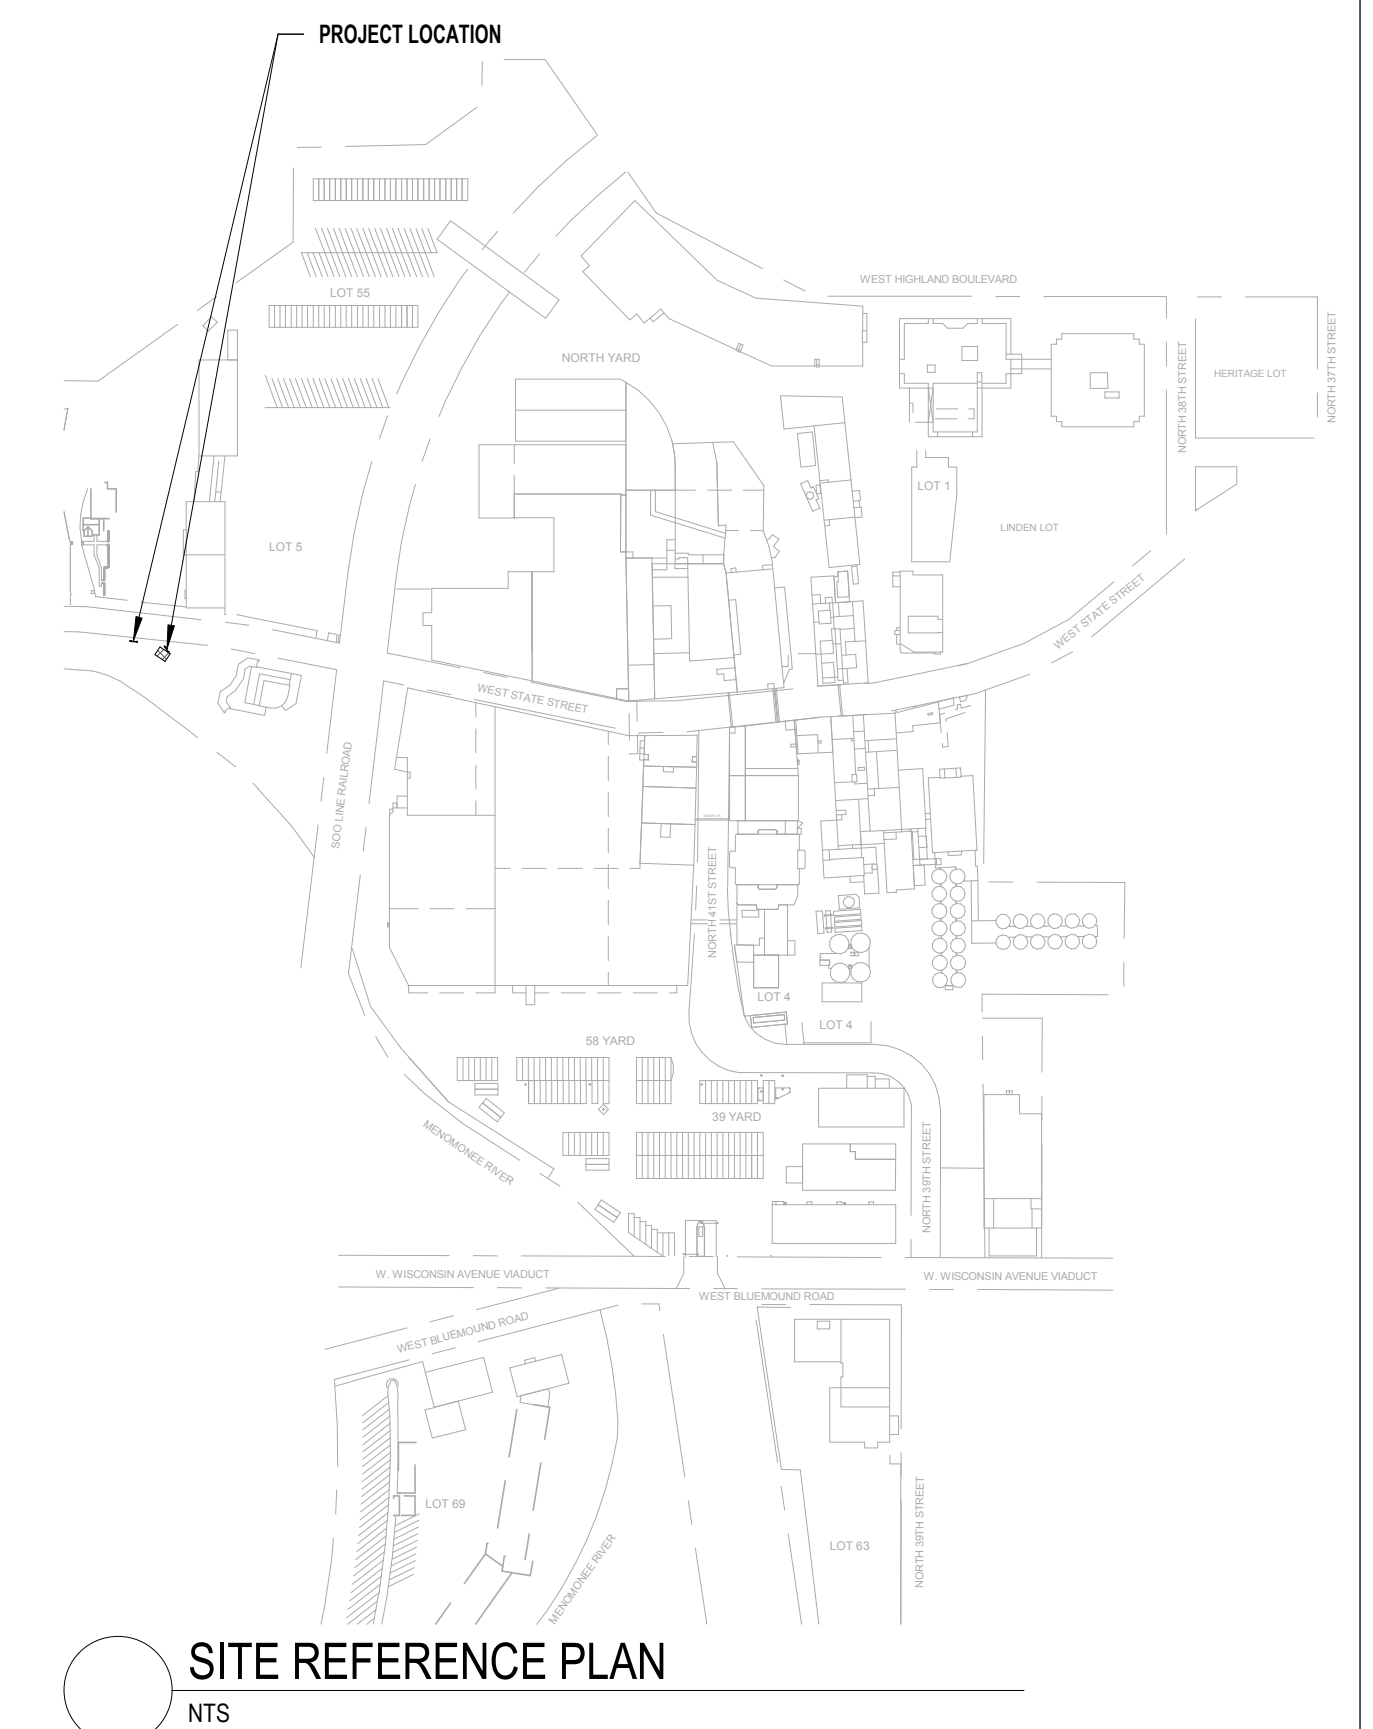 PROJECT LOCATION
WEST HIGHLAND BOULEVARD
LOT 55
NORTH YARD
NORTH 38TH STREET
HERITAGE LOT
NORTH 37TH STREET
LOT 1
LINDEN LOT
LOT 5
WEST STATE STREET
WEST STATE STREET
SOO LINE RAILROAD
NORTH 41ST STREET
LOT 4
LOT 4
58 YARD
39 YARD
MENOMONEE RIVER
NORTH 39TH STREET
W. WISCONSIN AVENUE VIADUCT
W. WISCONSIN AVENUE VIADUCT
WEST BLUEMOUND ROAD
WEST BLUEMOUND ROAD
LOT 69
LOT 63
NORTH 39TH STREET
MENOMONEE RIVER
SITE REFERENCE PLAN
NTS